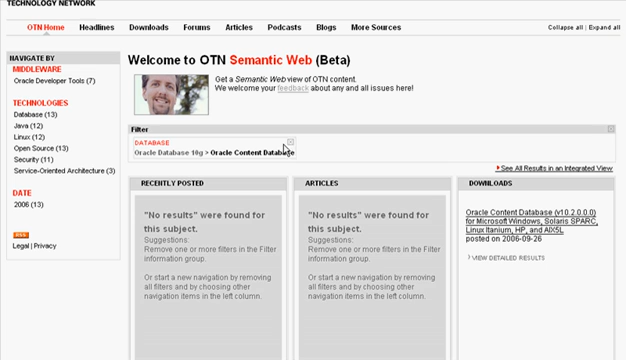 TECHNOLOGY NETWORK
OTN Home Headlines Downloads Forums Articles Podcasts Blogs More Sources
Collapse all | Expand all
NAVIGATE BY
MIDDLEWARE
Oracle Developer Tools (7)
TECHNOLOGIES
Database (13)
Java (12)
Linux (12)
Open Source (13)
Security (11)
Service-Oriented Architecture (3)
DATE
2006 (13)
RSS
Legal | Privacy
Welcome to OTN Semantic Web (Beta)
Get a Semantic Web view of OTN content.
We welcome your feedback about any and all issues here!
Filter
DATABASE
Oracle Database 10g > Oracle Content Database
See All Results in an Integrated View
RECENTLY POSTED
"No results" were found for
this subject.
Suggestions:
Remove one or more filters in the Filter
information group.
Or start a new navigation by removing
all filters and by choosing other
navigation items in the left column.
ARTICLES
"No results" were found for
this subject.
Suggestions:
Remove one or more filters in the Filter
information group.
Or start a new navigation by removing
all filters and by choosing other
navigation items in the left column.
DOWNLOADS
Oracle Content Database (v10.2.0.0.0)
for Microsoft Windows, Solaris SPARC,
Linux Itanium, HP, and AIX5L
posted on 2006-09-26
VIEW DETAILED RESULTS